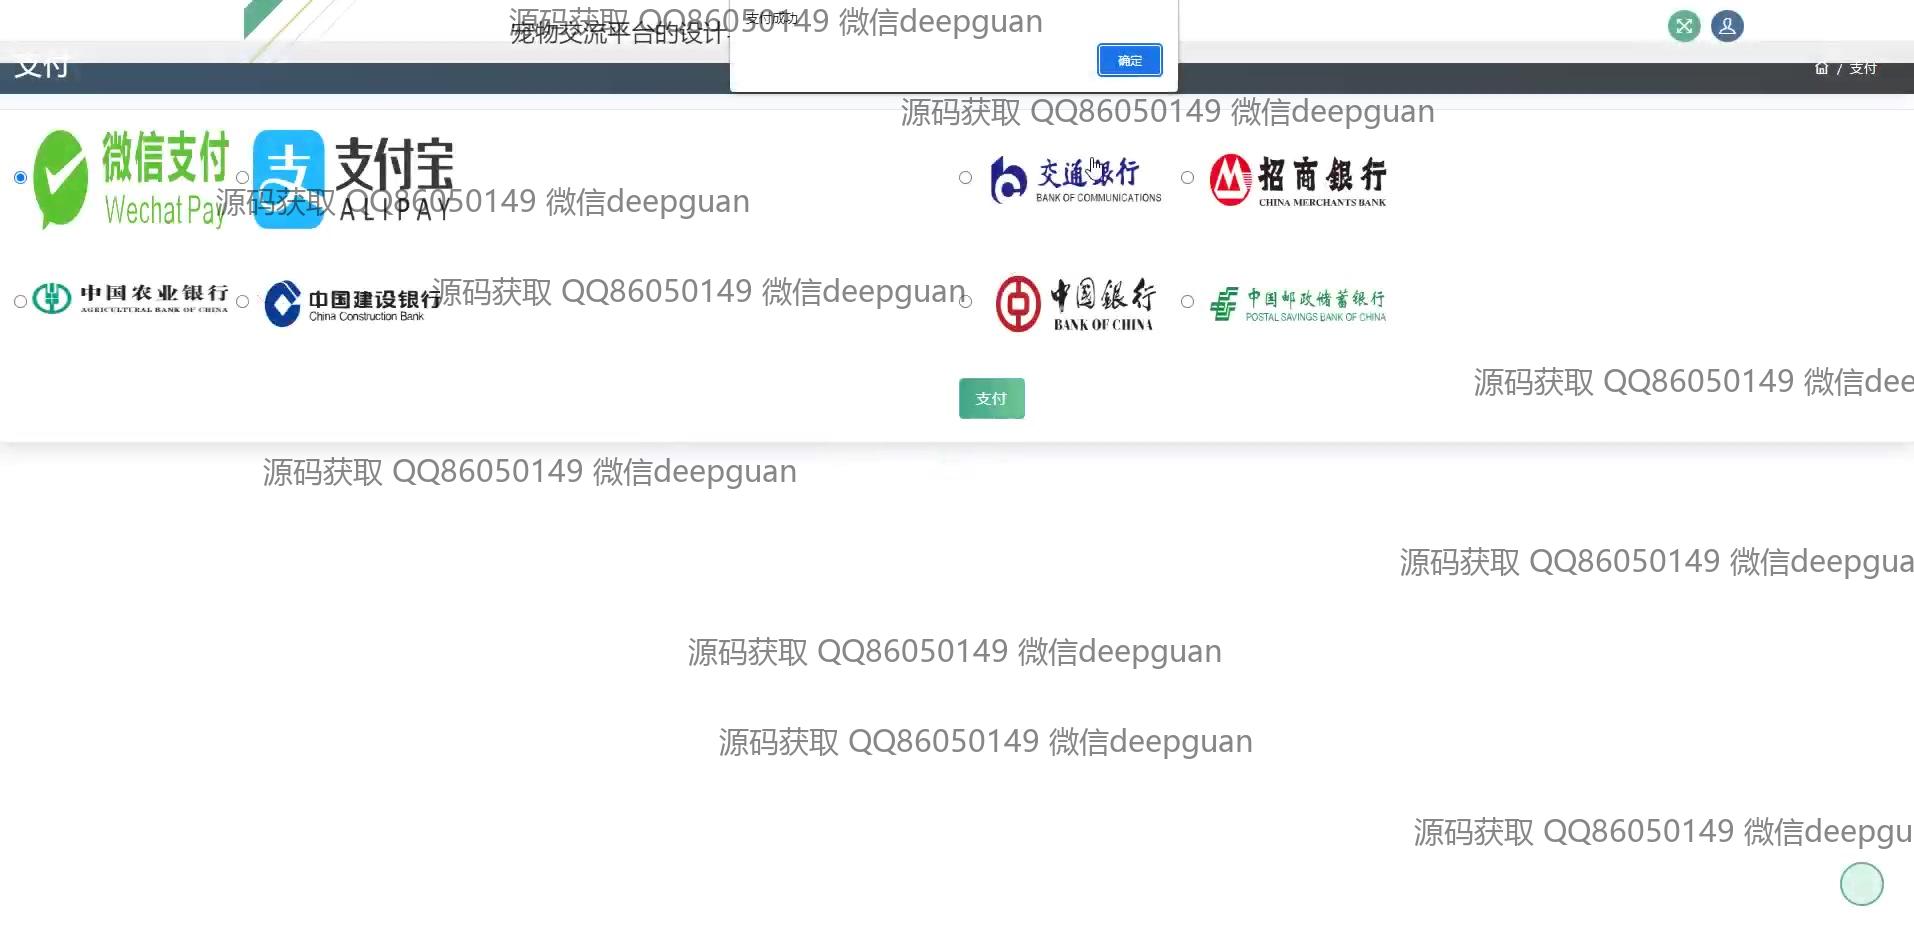 源码获取 QQ86050149 微信deepguan
支付成功
宠物交流平台的设计
确定
支付
/ 支付
源码获取 QQ86050149 微信deepguan
微信支付
Wechat Pay
支付宝
ALIPAY
支
交通银行
BANK OF COMMUNICATIONS
招商銀行
CHINA MERCHANTS BANK
源码获取 QQ86050149 微信deepguan
中国农业银行
AGRICULTURAL BANK OF CHINA
中国建设银行
China Construction Bank
源码获取 QQ86050149 微信deepguan
中国銀行
BANK OF CHINA
中国邮政储蓄银行
POSTAL SAVINGS BANK OF CHINA
支付
源码获取 QQ86050149 微信dee
源码获取 QQ86050149 微信deepguan
源码获取 QQ86050149 微信deepgua
源码获取 QQ86050149 微信deepguan
源码获取 QQ86050149 微信deepguan
源码获取 QQ86050149 微信deepgu